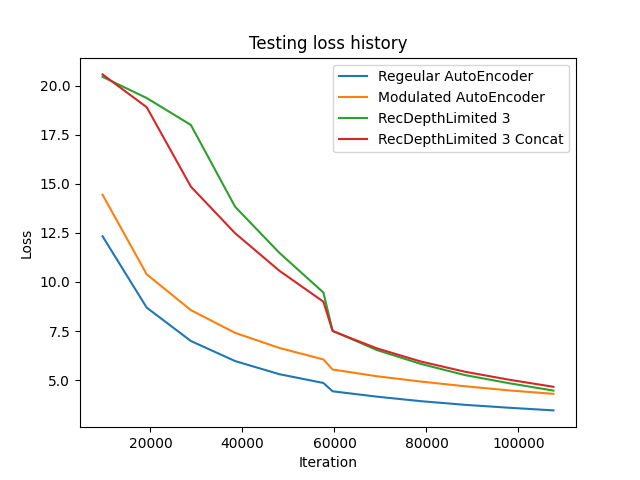 Testing loss history
Regeular AutoEncoder
Modulated AutoEncoder
RecDepthLimited 3
RecDepthLimited 3 Concat
Loss
20.0
17.5
15.0
12.5
10.0
7.5
5.0
20000 40000 60000 80000 100000
Iteration